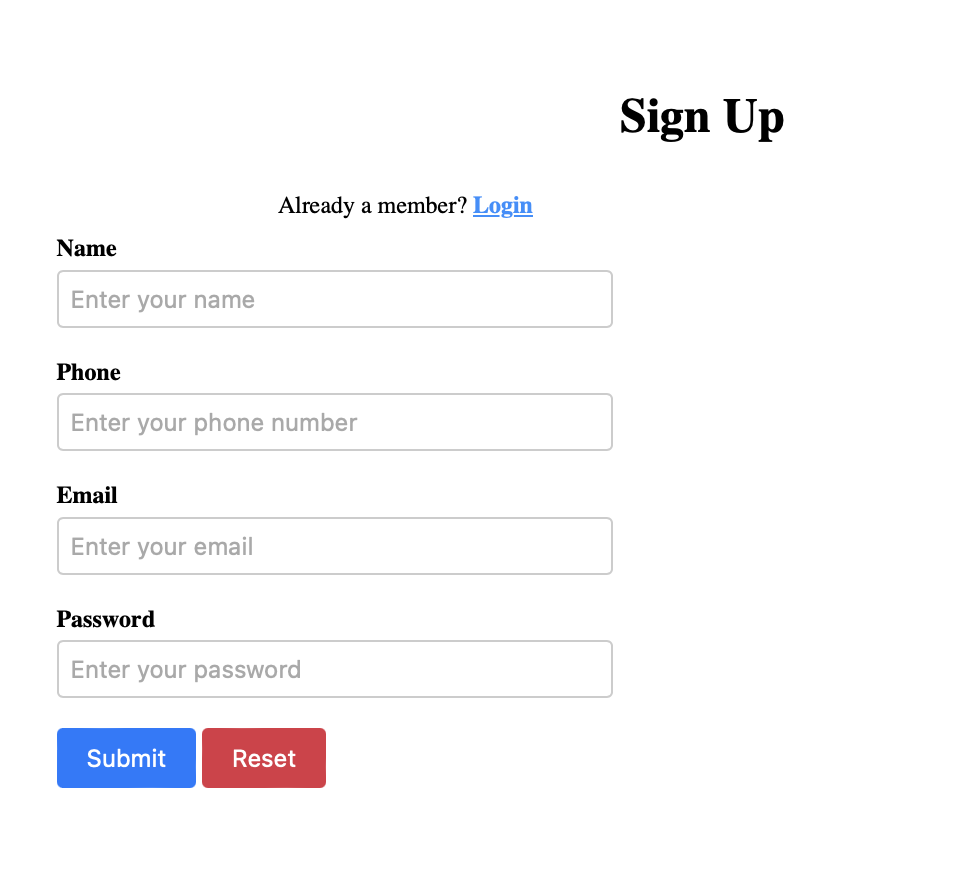 Sign Up
Already a member? Login
Name
Enter your name
Phone
Enter your phone number
Email
Enter your email
Password
Enter your password
Submit Reset